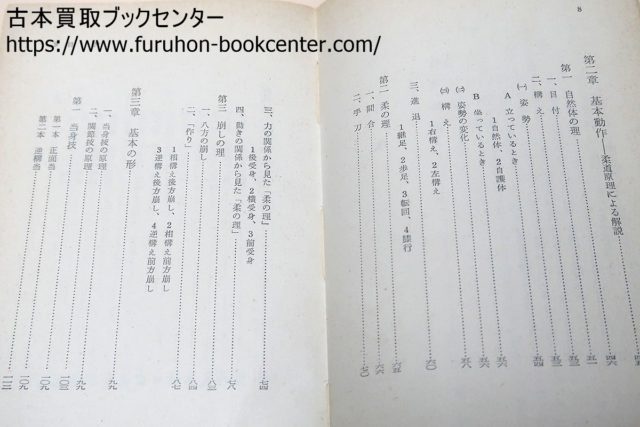 古本買取ブックセンター
https://www.furuhon-bookcenter.com/
8
第二章 基本動作――柔道原理による解説
第一 自然体の理
一、目付
二、構え
㈠ 姿勢
A 立っているとき
1自然体、2自護体
B 坐っているとき
㈡ 姿勢の変化
㈢ 構え
1右構え、2左構え
三、進退
1継足、2歩足、3転回、4膝行
第二 柔の理
一、間合
二、手刀
三、力の関係から見た「柔の理」
1後受身、2横受身、3前受身
四、動きの関係から見た「柔の理」
第三 崩しの理
一、八方の崩し
二、「作り」
1相構え後方崩し、2相構え前方崩し
3逆構え後方崩し、4逆構え前方崩し
第三章 基本の形
一、当身技の原理
二、関節技の原理
第一 当身技
第一本 正面当
第二本 逆構当